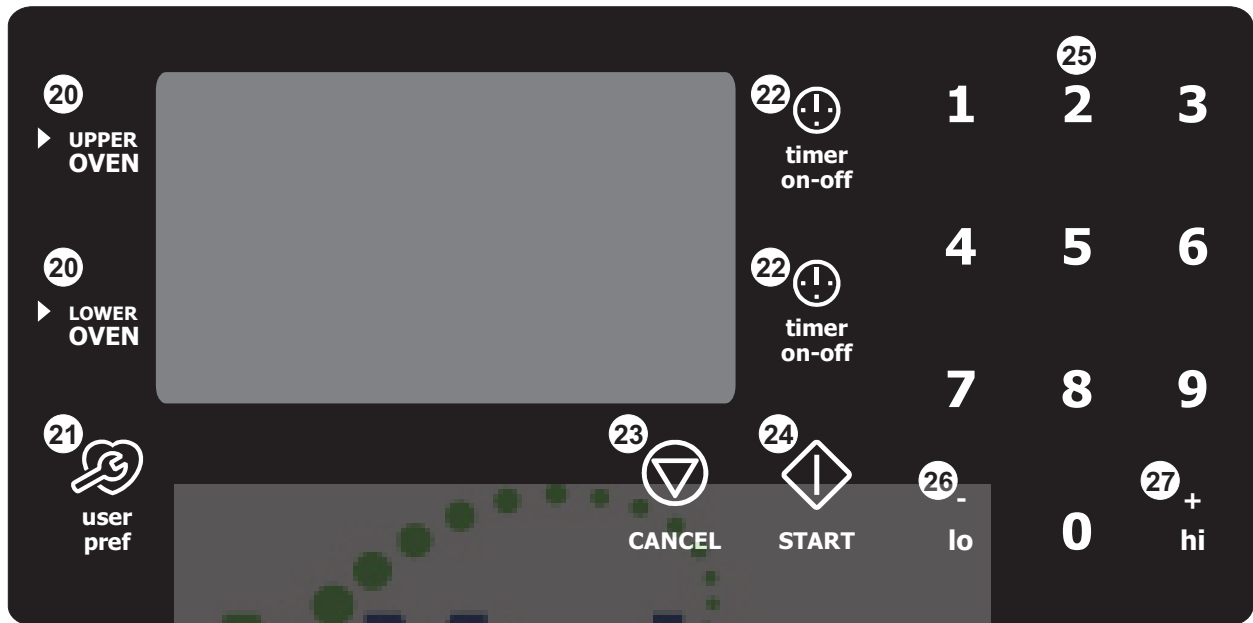 20
UPPER
OVEN
22
timer
on-off
25
1 2 3
20
LOWER
OVEN
22
timer
on-off
4 5 6
7 8 9
21
user
pref
23
CANCEL
24
START
26
-
lo
0
27
+
hi